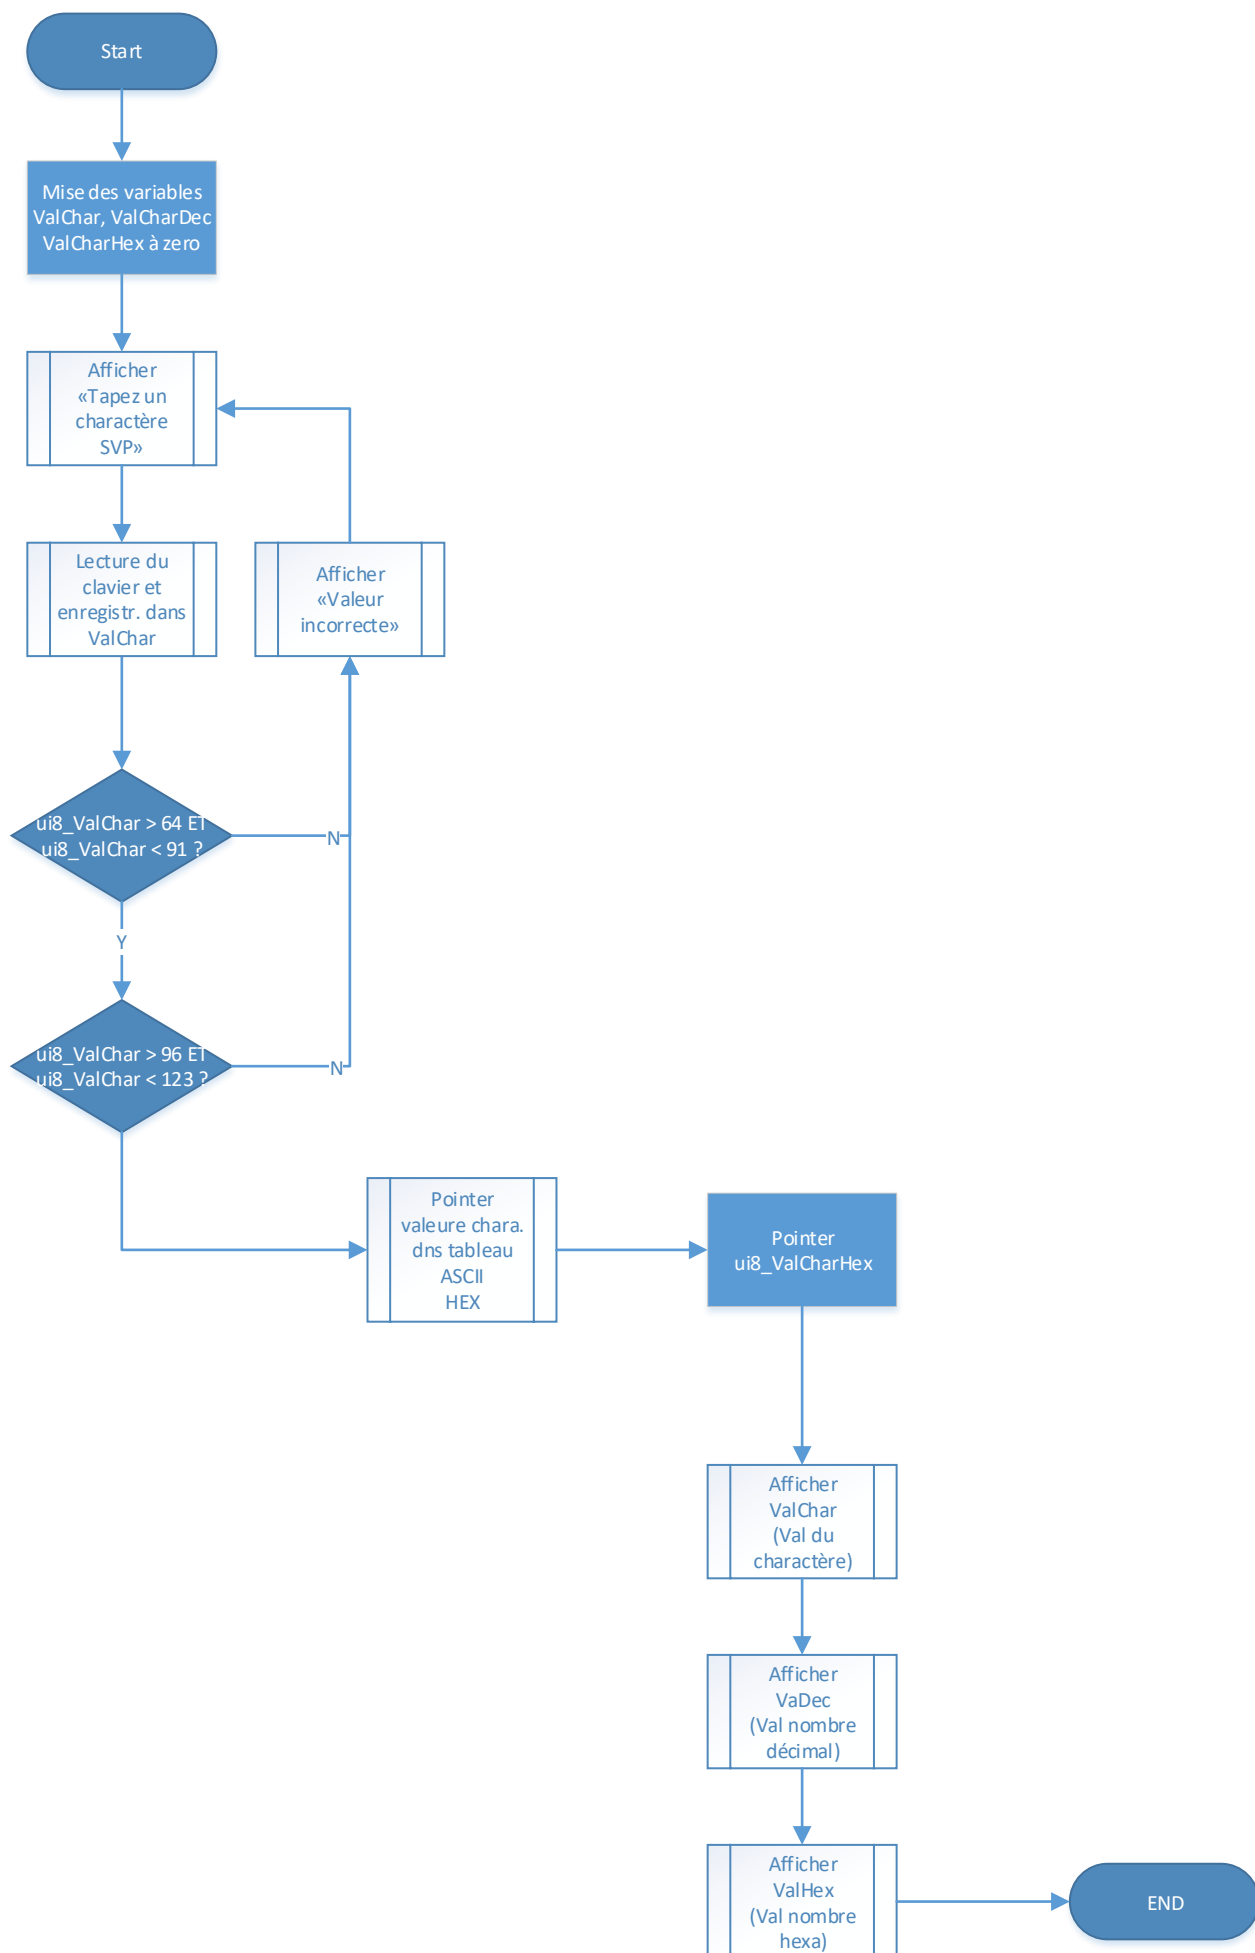 Start
Mise des variables
ValChar, ValCharDec
ValCharHex à zero
Afficher
«Tapez un
charactère
SVP»
Lecture du
clavier et
enregistr. dans
ValChar
Afficher
«Valeur
incorrecte»
ui8_ValChar > 64 ET
ui8_ValChar < 91 ?
N
Y
ui8_ValChar > 96 ET
ui8_ValChar < 123 ?
N
Pointer
valeure chara.
dns tableau
ASCII
HEX
Pointer
ui8_ValCharHex
Afficher
ValChar
(Val du
charactère)
Afficher
VaDec
(Val nombre
décimal)
Afficher
ValHex
(Val nombre
hexa)
END